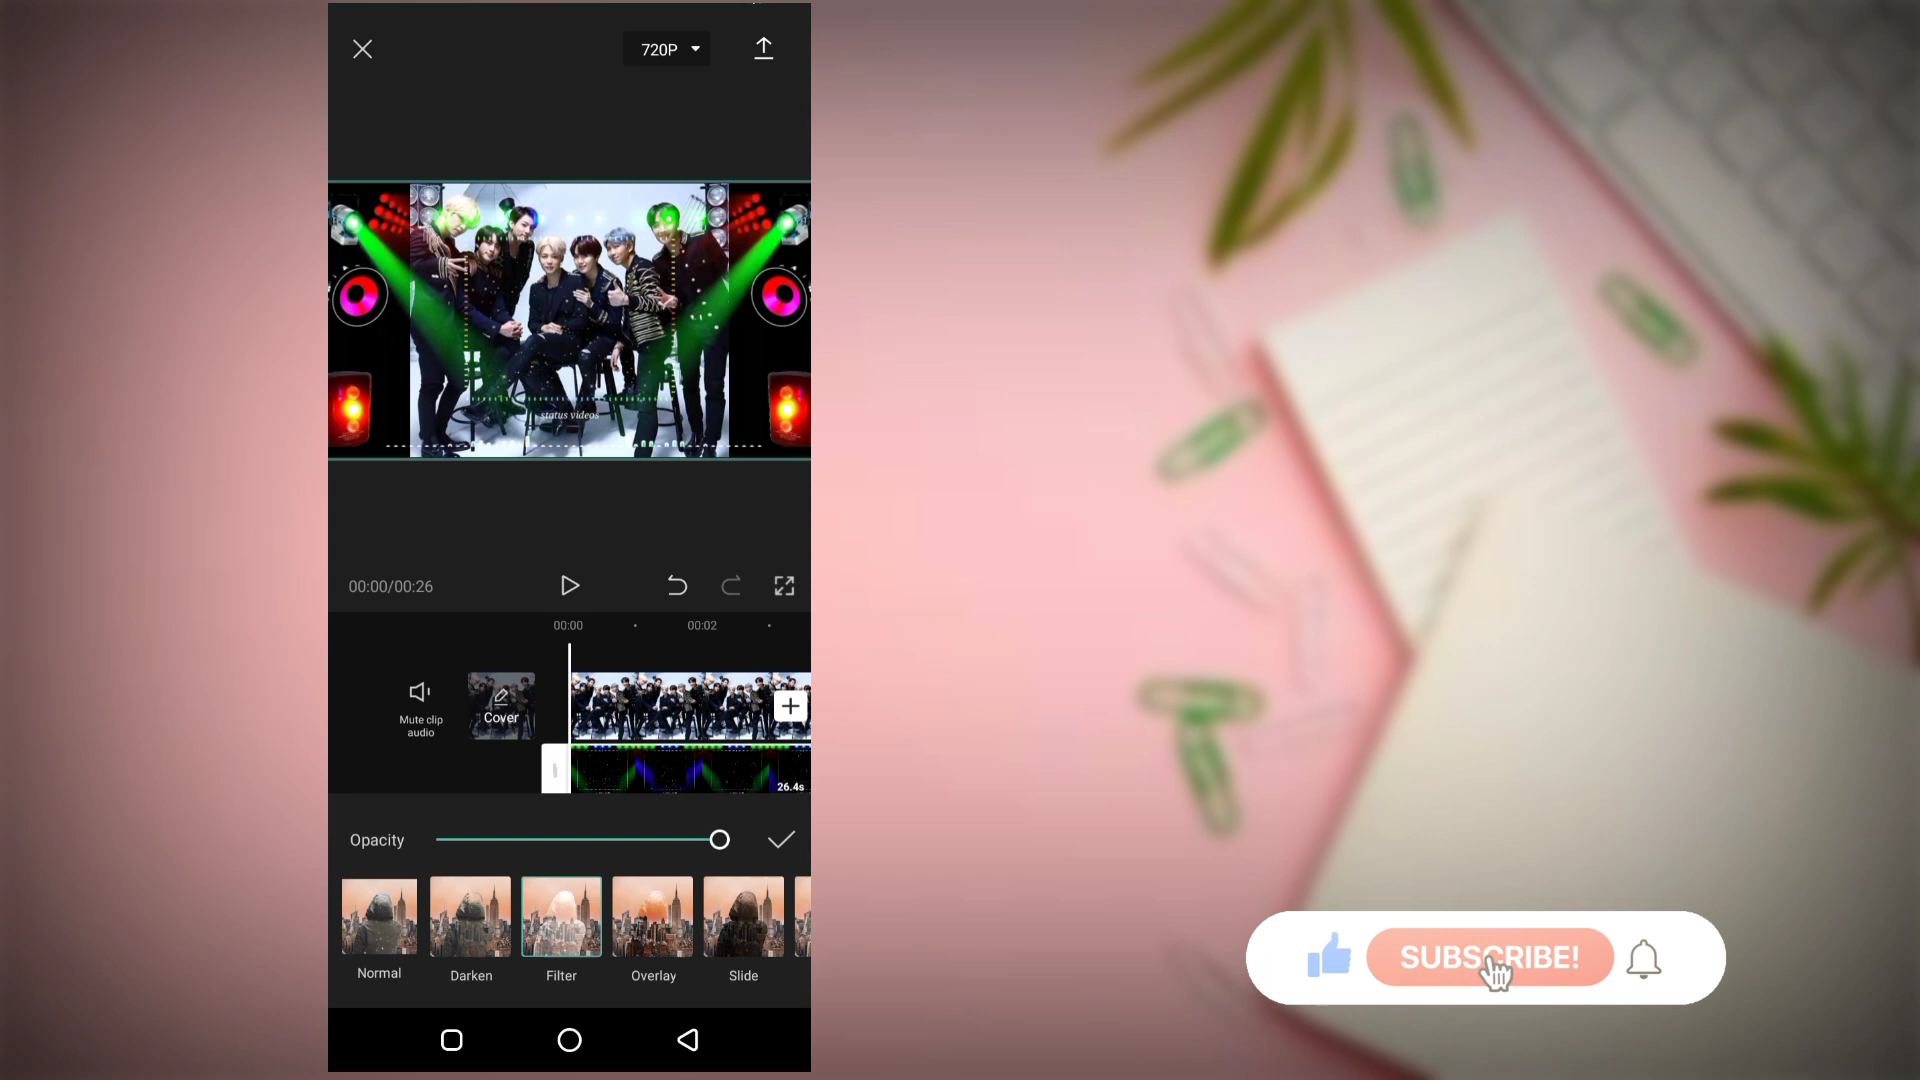 720P
status videos
00:00/00:26
00:00
00:02
Mute clip
audio
Cover
26.4s
Opacity
Normal
Darken
Filter
Overlay
Slide
SUBSCRIBE!